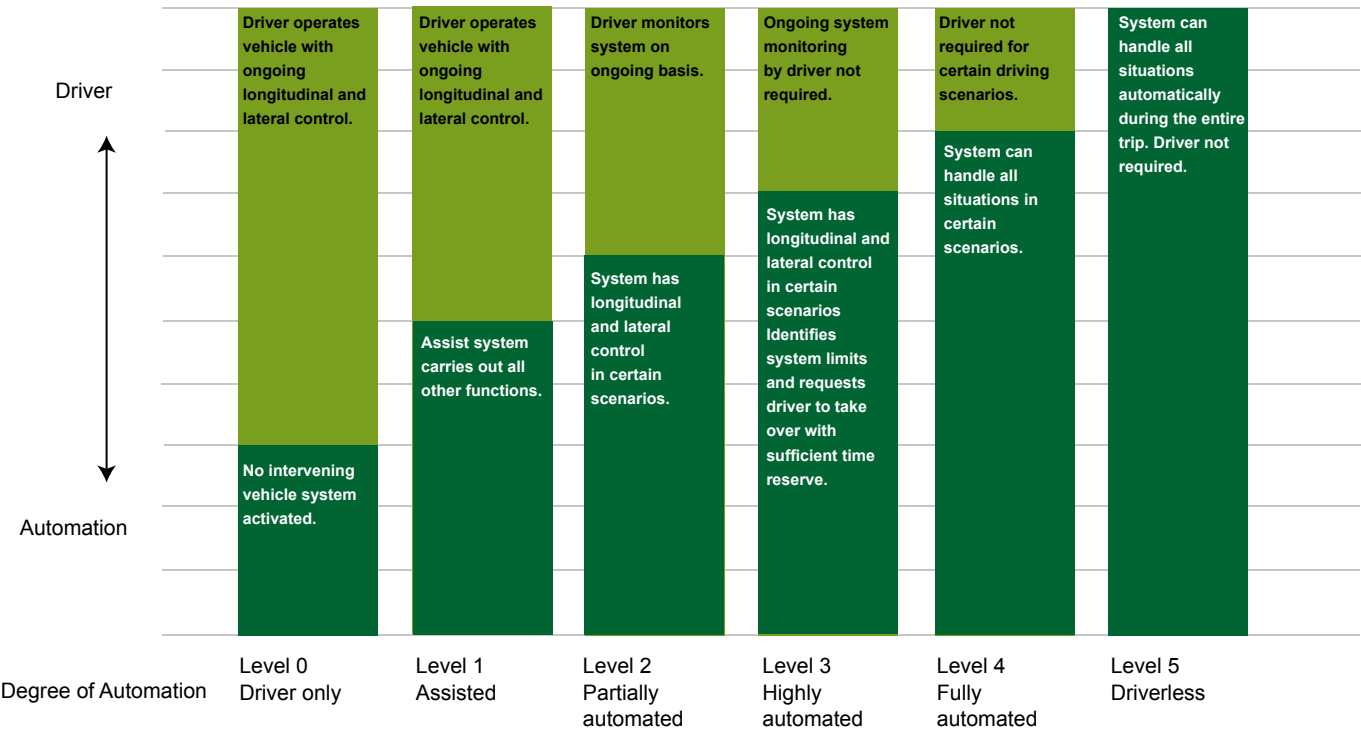 Driver operates
vehicle with
ongoing
longitudinal and
lateral control.
Driver operates
vehicle with
ongoing
longitudinal and
lateral control.
Driver monitors
system on
ongoing basis.
Ongoing system
monitoring
by driver not
required.
Driver not
required for
certain driving
scenarios.
System can
handle all
situations
automatically
during the entire
trip. Driver not
required.
Driver
Automation
No intervening
vehicle system
activated.
Assist system
carries out all
other functions.
System has
longitudinal
and lateral
control
in certain
scenarios.
System has
longitudinal and
lateral control
in certain
scenarios
Identifies
system limits
and requests
driver to take
over with
sufficient time
reserve.
System can
handle all
situations in
certain
scenarios.
Degree of Automation
Level 0
Driver only
Level 1
Assisted
Level 2
Partially
automated
Level 3
Highly
automated
Level 4
Fully
automated
Level 5
Driverless